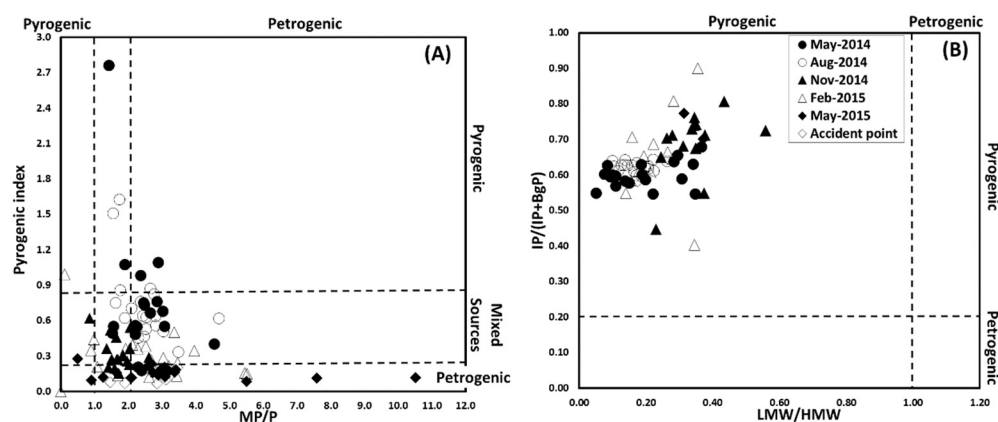 Pyrogenic Petrogenic
3.0
2.7
2.4
2.1
1.8
1.5
1.2
0.9
0.6
0.3
0.0
Pyrogenic index
(A)
Pyrogenic
Mixed
Sources
Petrogenic
0.0 1.0 2.0 3.0 4.0 5.0 6.0 7.0 8.0 9.0 10.0 11.0 12.0
MP/P
Pyrogenic Petrogenic
1.00
0.90
0.80
0.70
0.60
0.50
0.40
0.30
0.20
0.10
0.00
IP/(IP+BgP)
May-2014
Aug-2014
Nov-2014
Feb-2015
May-2015
Accident point
(B)
Pyrogenic
Petrogenic
0.00 0.20 0.40 0.60 0.80 1.00 1.20
LMW/HMW